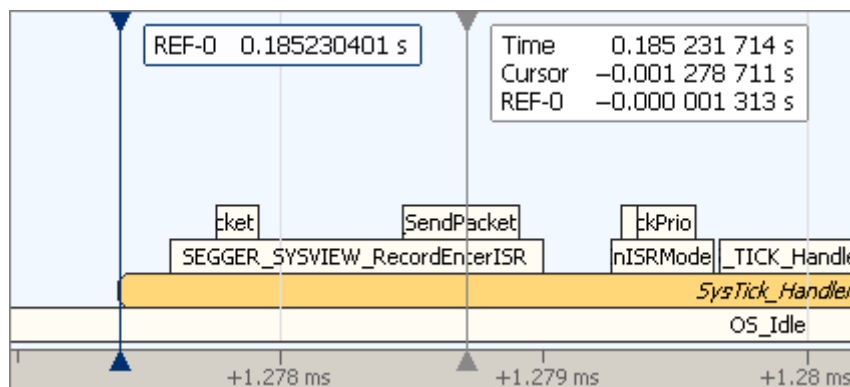 REF-0 0.185230401 s
Time 0.185 231 714 s
Cursor −0.001 278 711 s
REF-0 −0.000 001 313 s
cket
SendPacket
ckPrio
SEGGER_SYSVIEW_RecordEnterISR
nISRMode
_TICK_Handle
SysTick_Handler
OS_Idle
+1.278 ms
+1.279 ms
+1.28 ms